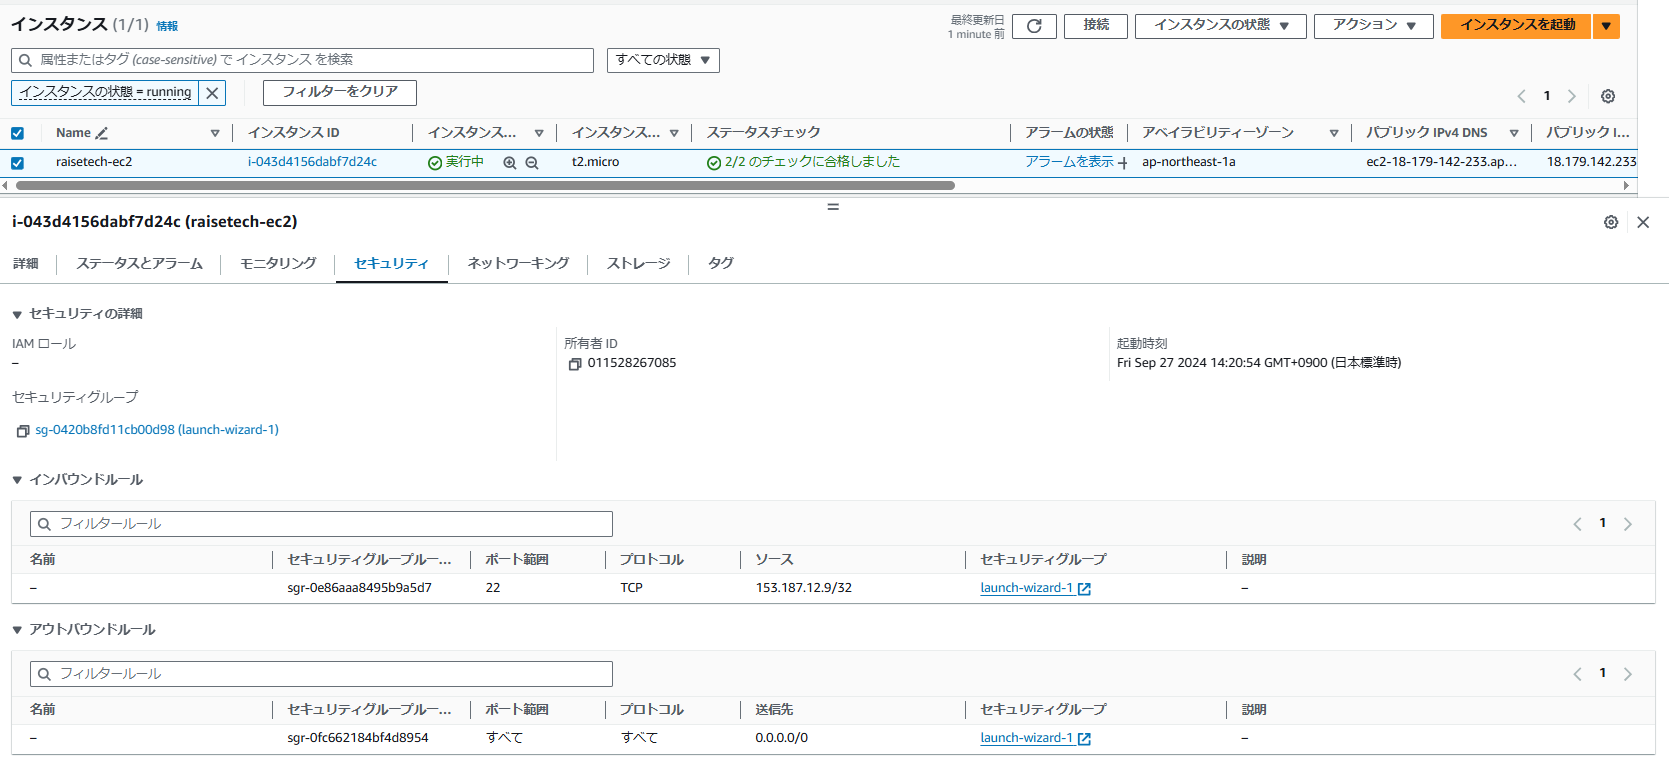 インスタンス (1/1) 情報
最終更新日
1 minute 前
接続
インスタンスの状態
アクション
インスタンスを起動
属性またはタグ (case-sensitive) で インスタンス を検索
すべての状態
インスタンスの状態 = running
フィルターをクリア
1
Name インスタンス ID インスタンス... インスタンス... ステータスチェック アラームの状態 アベイラビリティーゾーン パブリック IPv4 DNS パブリック I...
raisetech-ec2 i-043d4156dabf7d24c 実行中 t2.micro 2/2 のチェックに合格しました アラームを表示 ap-northeast-1a ec2-18-179-142-233.ap... 18.179.142.233
i-043d4156dabf7d24c (raisetech-ec2)
詳細 ステータスとアラーム モニタリング セキュリティ ネットワーキング ストレージ タグ
セキュリティの詳細
IAM ロール
–
所有者 ID
011528267085
起動時刻
Fri Sep 27 2024 14:20:54 GMT+0900 (日本標準時)
セキュリティグループ
sg-0420b8fd11cb00d98 (launch-wizard-1)
インバウンドルール
フィルタールール
1
名前 セキュリティグループルー... ポート範囲 プロトコル ソース セキュリティグループ 説明
– sgr-0e86aaa8495b9a5d7 22 TCP 153.187.12.9/32 launch-wizard-1 –
アウトバウンドルール
フィルタールール
1
名前 セキュリティグループルー... ポート範囲 プロトコル 送信先 セキュリティグループ 説明
– sgr-0fc662184bf4d8954 すべて すべて 0.0.0.0/0 launch-wizard-1 –